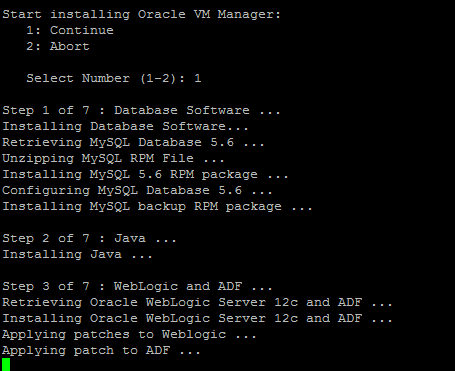 Start installing Oracle VM Manager:
1: Continue
2: Abort
Select Number (1-2): 1
Step 1 of 7 : Database Software ...
Installing Database Software...
Retrieving MySQL Database 5.6 ...
Unzipping MySQL RPM File ...
Installing MySQL 5.6 RPM package ...
Configuring MySQL Database 5.6 ...
Installing MySQL backup RPM package ...
Step 2 of 7 : Java ...
Installing Java ...
Step 3 of 7 : WebLogic and ADF ...
Retrieving Oracle WebLogic Server 12c and ADF ...
Installing Oracle WebLogic Server 12c and ADF ...
Applying patches to Weblogic ...
Applying patch to ADF ...